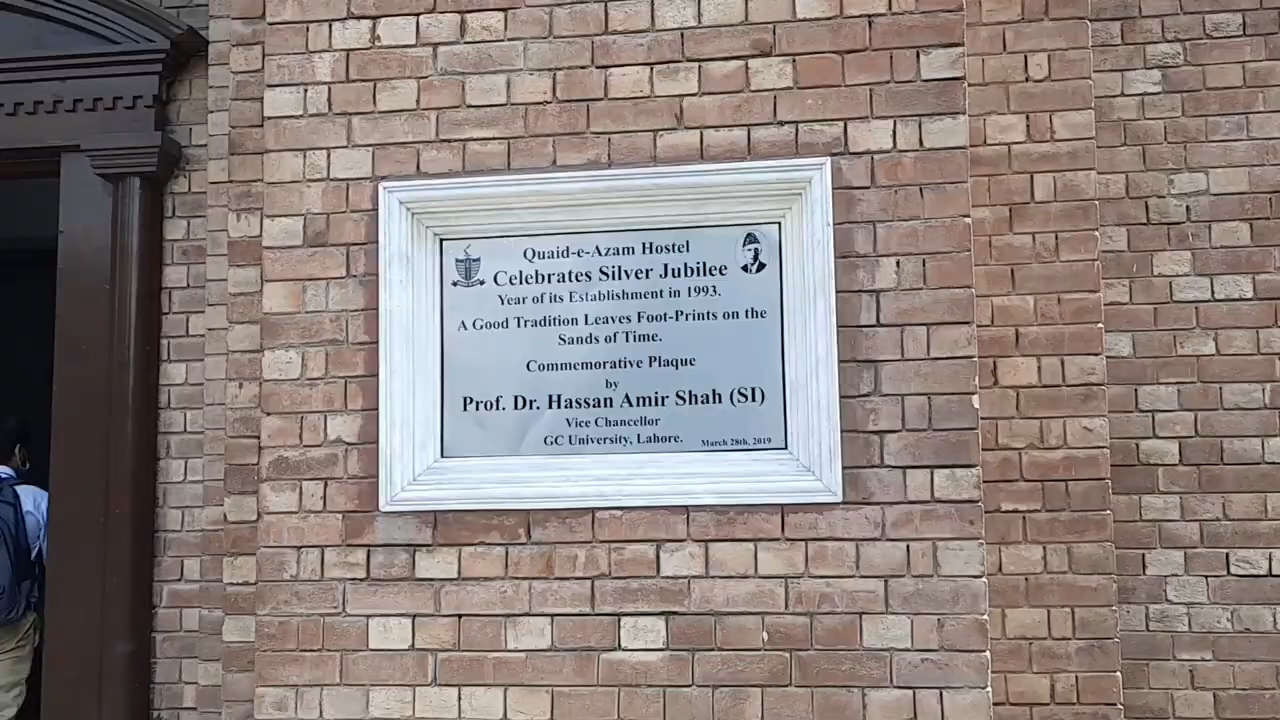 Quaid-e-Azam Hostel
Celebrates Silver Jubilee
Year of its Establishment in 1993.
A Good Tradition Leaves Foot-Prints on the
Sands of Time.
Commemorative Plaque
by
Prof. Dr. Hassan Amir Shah (SI)
Vice Chancellor
GC University, Lahore.
March 28th, 2019